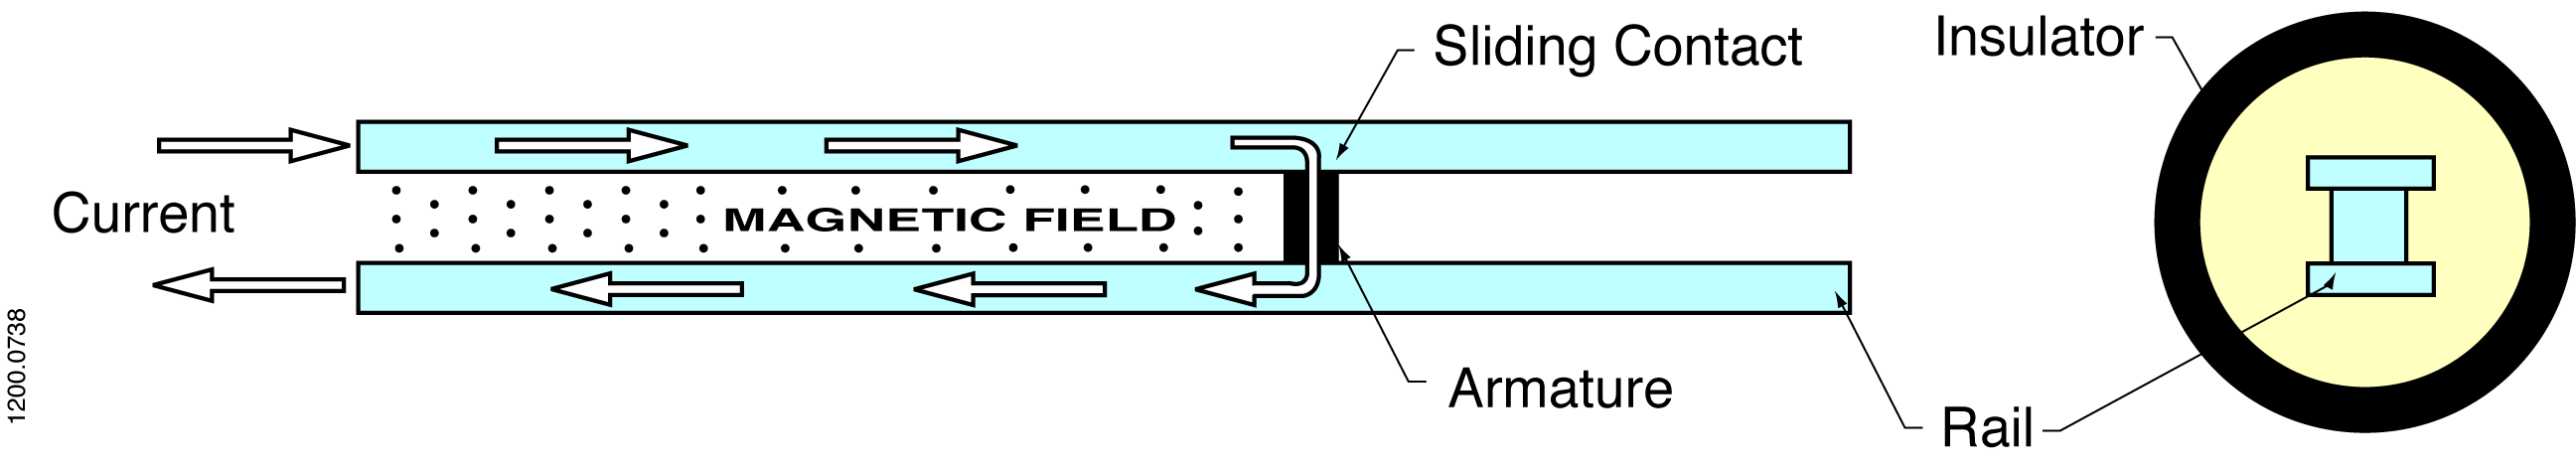 Sliding Contact
Insulator
Current
MAGNETIC FIELD
Armature
Rail
1200.0738